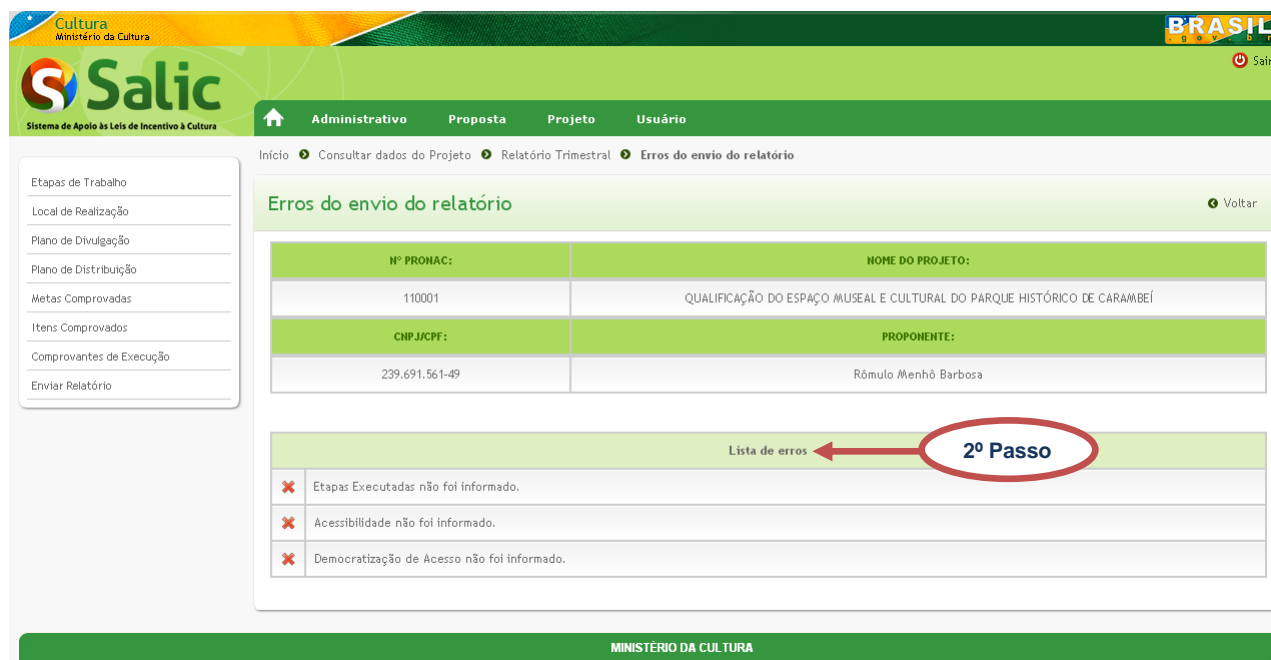 Cultura
Ministério da Cultura
BRASIL
. g o v . b r
Sair
Salic
Sistema de Apoio às Leis de Incentivo à Cultura
Administrativo Proposta Projeto Usuário
Início Consultar dados do Projeto Relatório Trimestral Erros do envio do relatório
Etapas de Trabalho
Local de Realização
Plano de Divulgação
Plano de Distribuição
Metas Comprovadas
Itens Comprovados
Comprovantes de Execução
Enviar Relatório
Erros do envio do relatório
Voltar
Nº PRONAC: NOME DO PROJETO:
110001 QUALIFICAÇÃO DO ESPAÇO MUSEAL E CULTURAL DO PARQUE HISTÓRICO DE CARAMBEÍ
CNPJ/CPF: PROPONENTE:
239.691.561-49 Rômulo Menhô Barbosa
Lista de erros
2º Passo
Etapas Executadas não foi informado.
Acessibilidade não foi informado.
Democratização de Acesso não foi informado.
MINISTÉRIO DA CULTURA